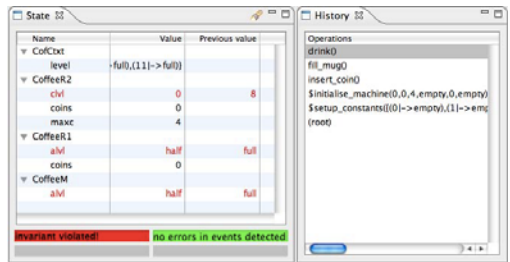 State
Name Value Previous value
CofCtxt
level ‹full),(11|->full)}
CoffeeR2
clvl 0 8
coins 0
maxc 4
CoffeeR1
alvl half full
coins 0
CoffeeM
alvl half full
invariant violated! no errors in events detected
History
Operations
drink()
fill_mug()
insert_coin()
$initialise_machine(0,0,4,empty,0,empty)
$setup_constants({(0|->empty),(1|->emp
(root)